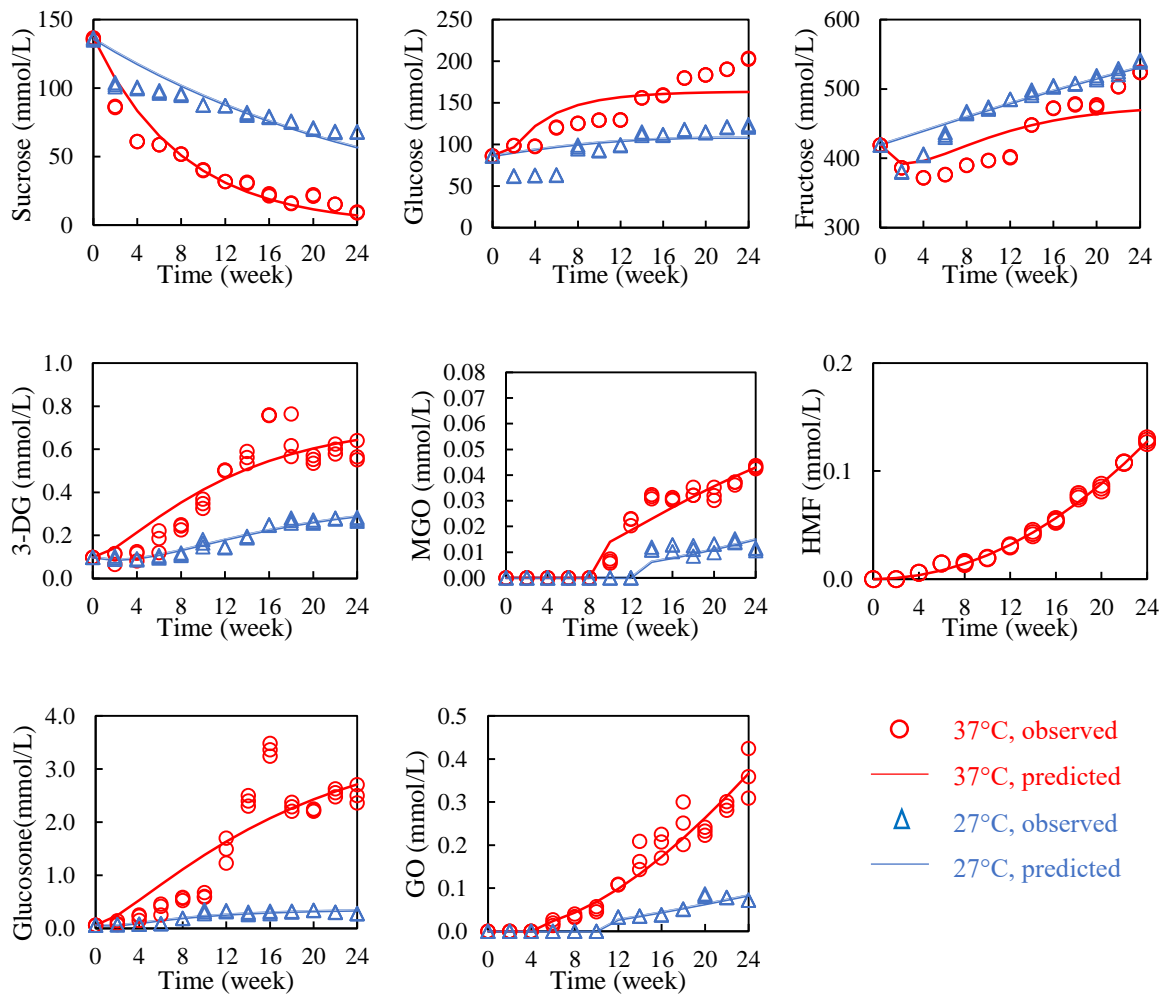 Sucrose (mmol/L)
150
100
50
0
0 4 8 12 16 20 24
Time (week)
Glucose (mmol/L)
250
200
150
100
50
0
0 4 8 12 16 20 24
Time (week)
Fructose (mmol/L)
600
500
400
300
0 4 8 12 16 20 24
Time (week)
3-DG (mmol/L)
1.0
0.8
0.6
0.4
0.2
0.0
0 4 8 12 16 20 24
Time (week)
MGO (mmol/L)
0.08
0.07
0.06
0.05
0.04
0.03
0.02
0.01
0.00
0 4 8 12 16 20 24
Time (week)
HMF (mmol/L)
0.2
0.1
0.0
0 4 8 12 16 20 24
Time (week)
Glucosone(mmol/L)
4.0
3.0
2.0
1.0
0.0
0 4 8 12 16 20 24
Time (week)
GO (mmol/L)
0.5
0.4
0.3
0.2
0.1
0.0
0 4 8 12 16 20 24
Time (week)
37°C, observed
37°C, predicted
27°C, observed
27°C, predicted